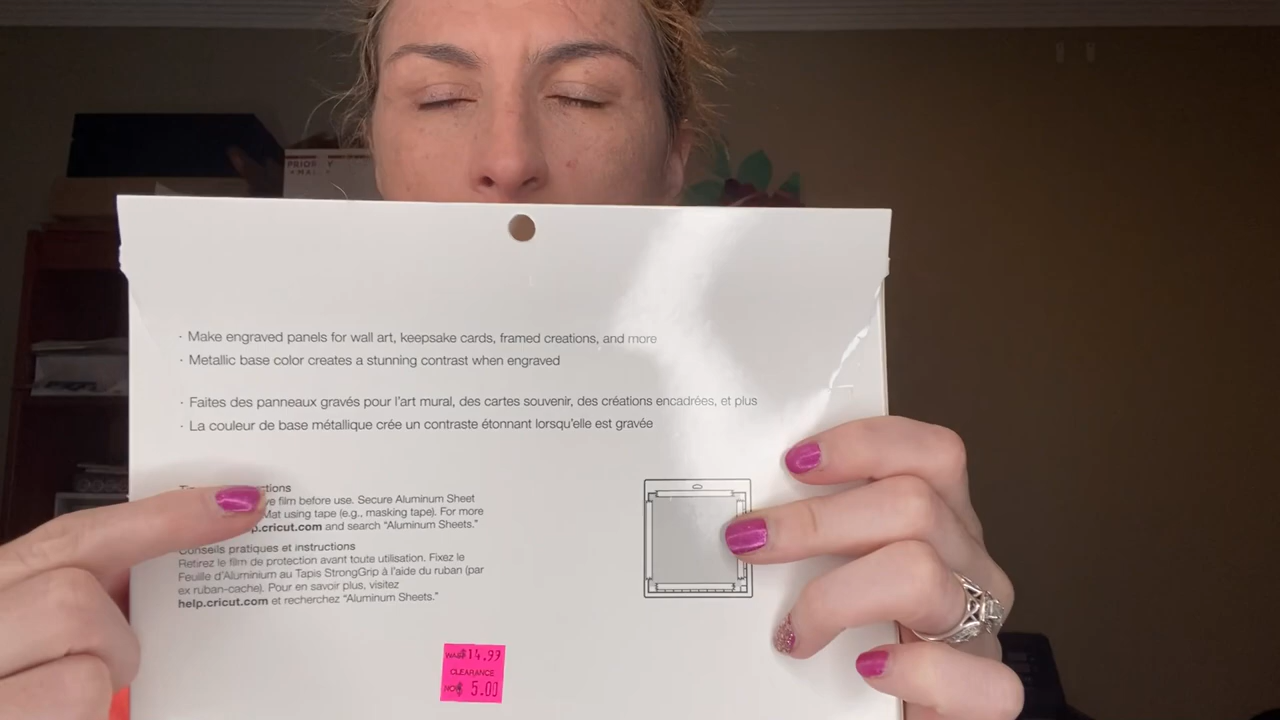 PRIOR Y
MAIL
· Make engraved panels for wall art, keepsake cards, framed creations, and more
· Metallic base color creates a stunning contrast when engraved
· Faites des panneaux gravés pour l'art mural, des cartes souvenir, des créations encadrées, et plus
· La couleur de base métallique crée un contraste étonnant lorsqu'elle est gravée
film before use. Secure Aluminum Sheet
Mat using tape (e.g., masking tape). For more
.cricut.com and search "Aluminum Sheets."
Conseils pratiques et instructions
Retirez le film de protection avant toute utilisation. Fixez le
Feuille d'Aluminium au Tapis StrongGrip à l'aide du ruban (par
ex ruban-cache). Pour en savoir plus, visitez
help.cricut.com et recherchez "Aluminum Sheets."
WAS $14.99
CLEARANCE
NOW $ 5.00